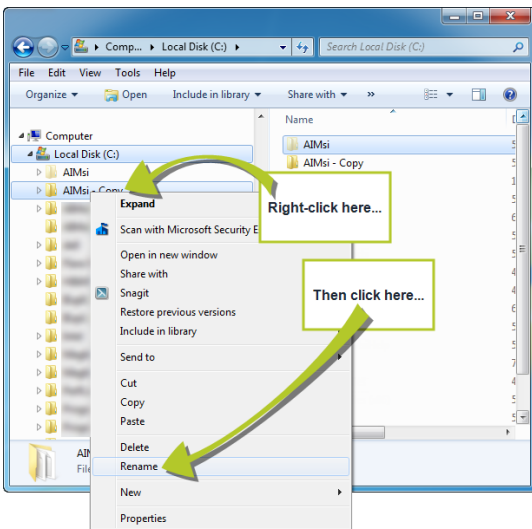 Comp... Local Disk (C:) Search Local Disk (C:)
File Edit View Tools Help
Organize Open Include in library Share with »
Name
Computer
Local Disk (C:)
AIMsi
AIMsi - Copy
AIMsi
AIMsi - Copy
Right-click here...
Expand
Scan with Microsoft Security E
Open in new window
Share with
Snagit
Restore previous versions
Include in library
Then click here...
Send to
Cut
Copy
Paste
Delete
Rename
New
Properties